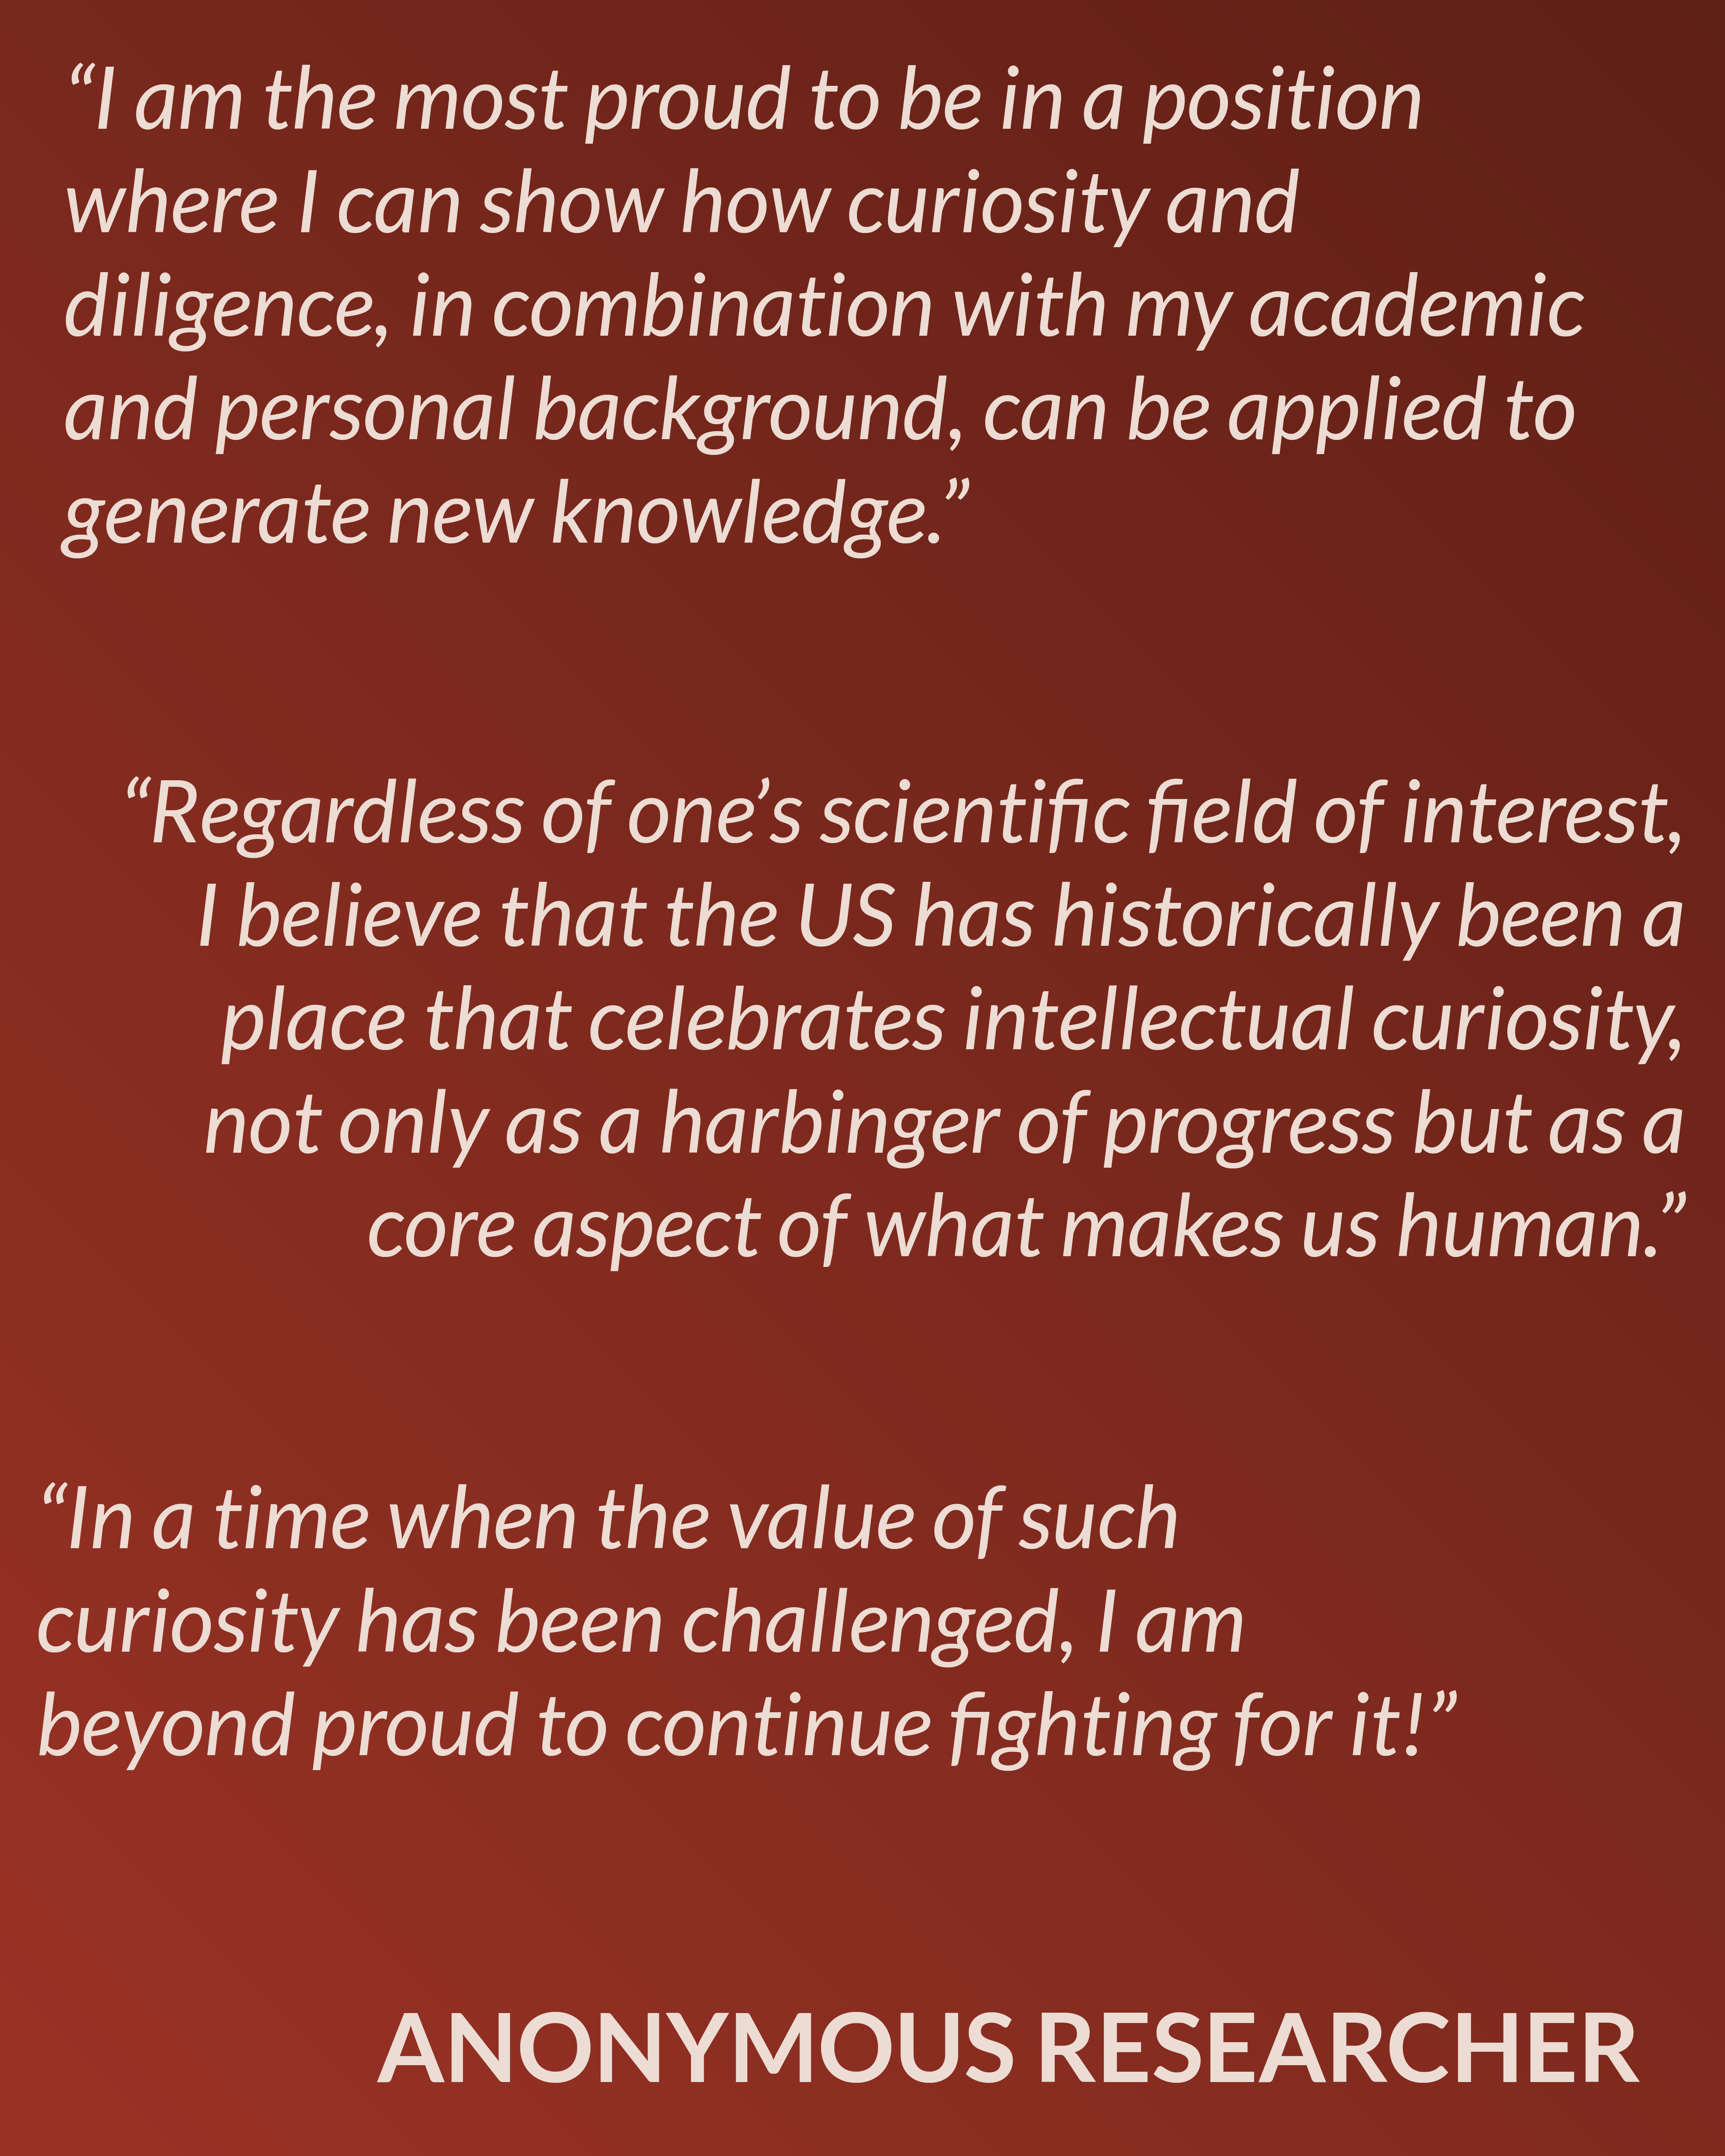 “I am the most proud to be in a position
where I can show how curiosity and
diligence, in combination with my academic
and personal background, can be applied to
generate new knowledge.”
“Regardless of one’s scientific field of interest,
I believe that the US has historically been a
place that celebrates intellectual curiosity,
not only as a harbinger of progress but as a
core aspect of what makes us human.”
“In a time when the value of such
curiosity has been challenged, I am
beyond proud to continue fighting for it!”
ANONYMOUS RESEARCHER